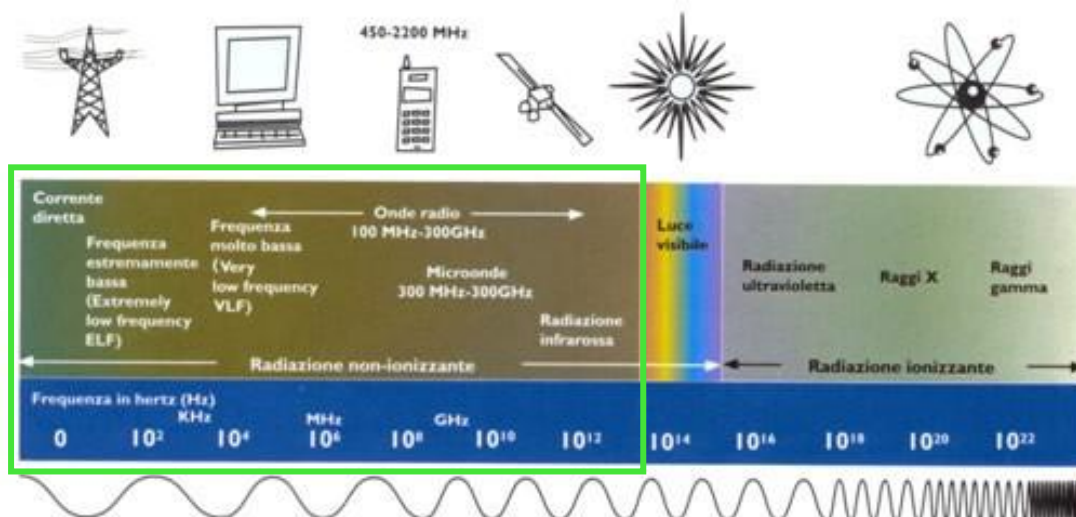 450-2200 MHz
Corrente
diretta
Frequenza
estremamente
bassa
(Extremely
low frequency
ELF)
Frequenza
molto bassa
(Very
low frequency
VLF)
Onde radio
100 MHz-300GHz
Microonde
300 MHz-300GHz
Radiazione
infrarossa
Luce
visibile
Radiazione
ultravioletta
Raggi X
Raggi
gamma
Radiazione non-ionizzante
Radiazione ionizzante
Frequenza in hertz (Hz)
KHz MHz GHz
0 10² 10⁴ 10⁶ 10⁸ 10¹⁰ 10¹² 10¹⁴ 10¹⁶ 10¹⁸ 10²⁰ 10²²